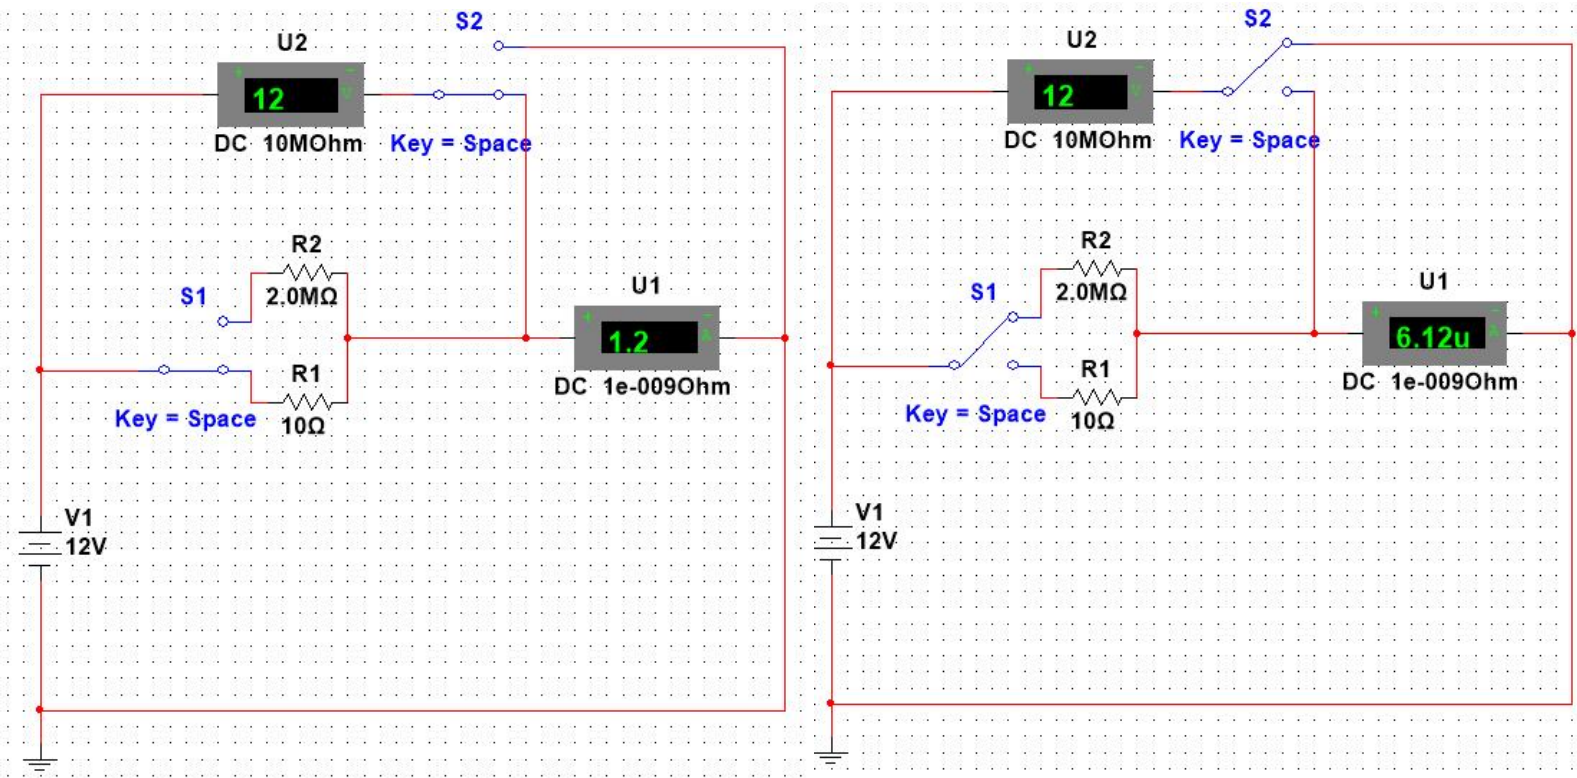 S2
U2
+ -
12 V
DC 10MOhm
Key = Space
R2
2.0MΩ
S1
U1
+ -
1.2 A
DC 1e-009Ohm
R1
10Ω
Key = Space
V1
12V
S2
U2
+ -
12 V
DC 10MOhm
Key = Space
R2
2.0MΩ
S1
U1
+ -
6.12u A
DC 1e-009Ohm
R1
10Ω
Key = Space
V1
12V